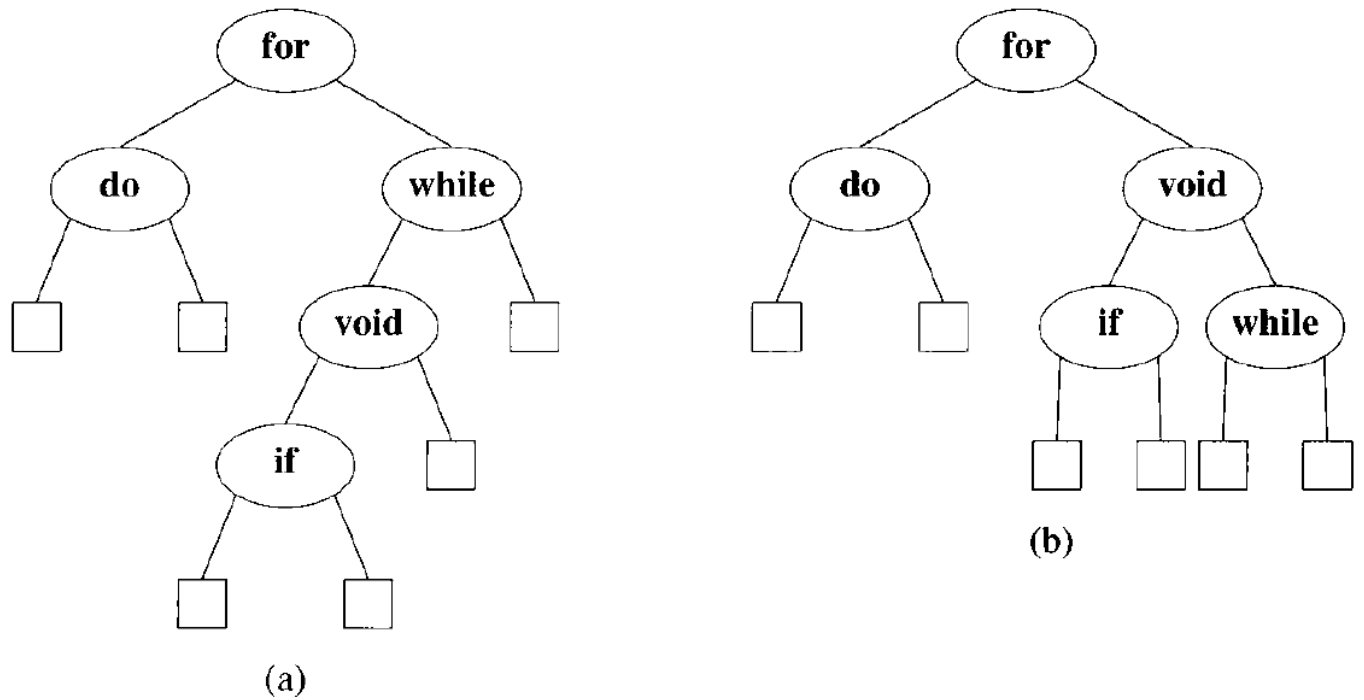 for
do
while
void
if
(a)
for
do
void
if
while
(b)